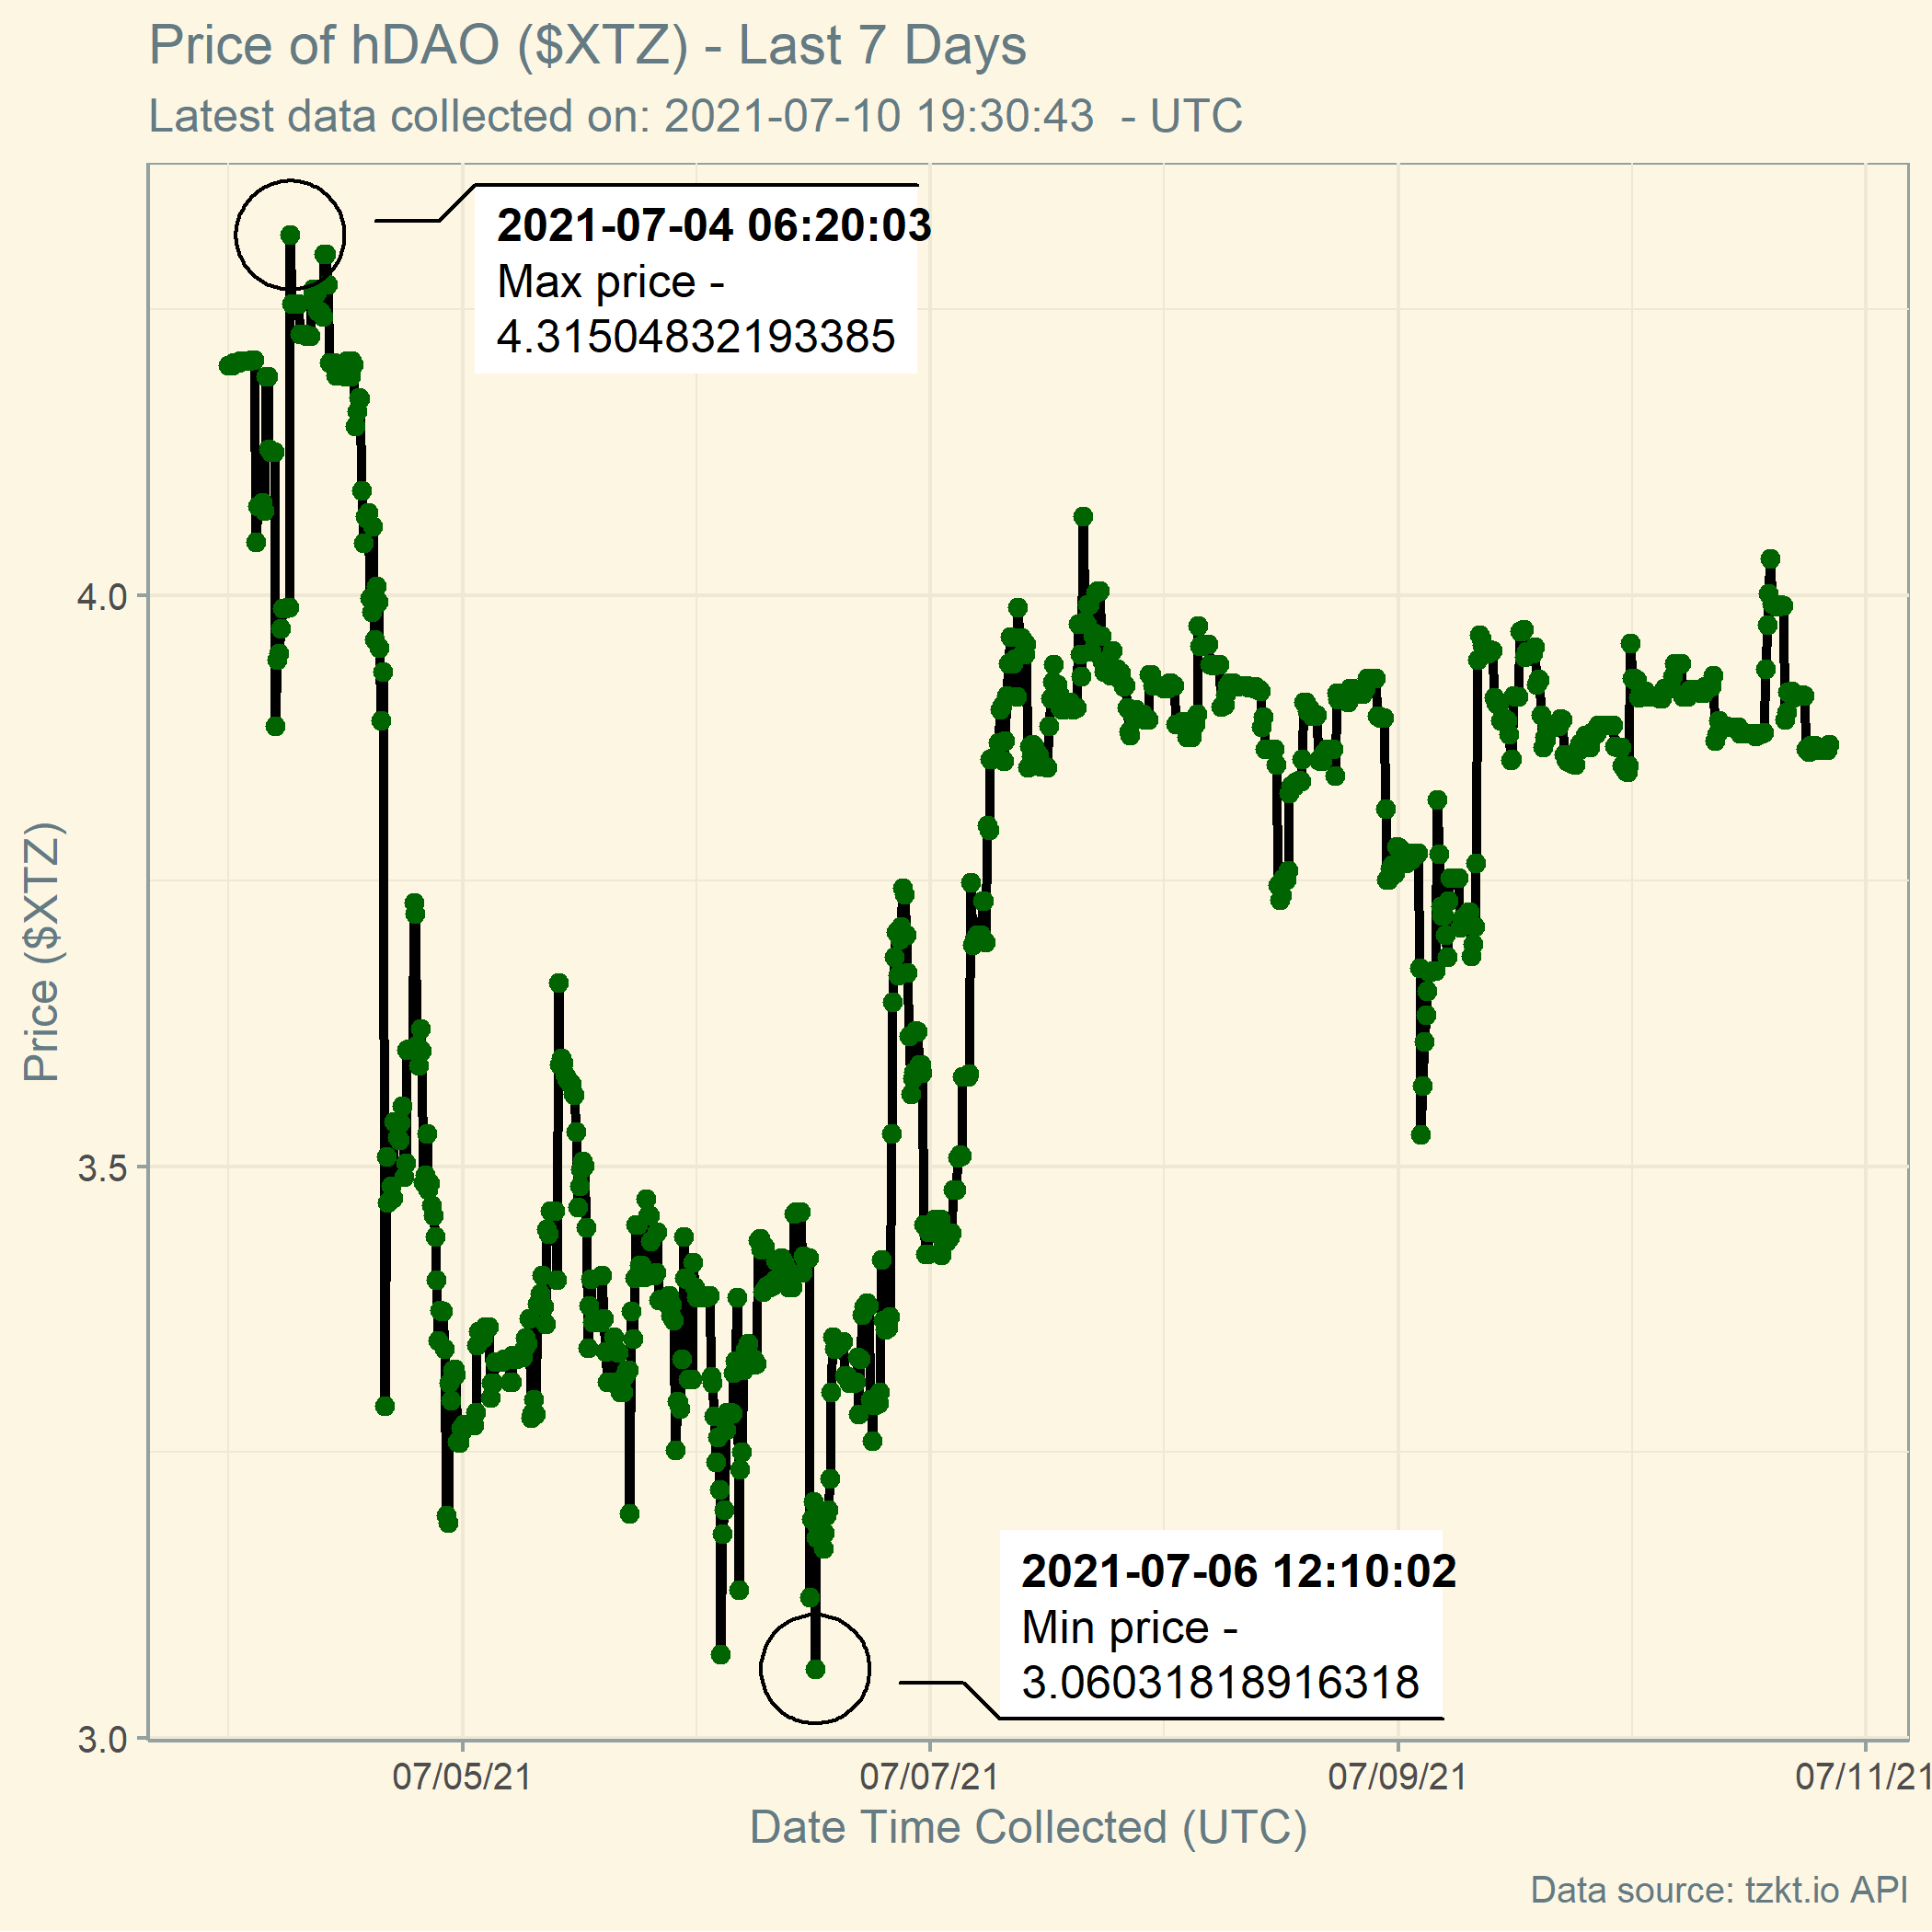 Price of hDAO ($XTZ) - Last 7 Days
Latest data collected on: 2021-07-10 19:30:43  - UTC
2021-07-04 06:20:03
Max price -
4.31504832193385
4.0
3.5
3.0
Price ($XTZ)
2021-07-06 12:10:02
Min price -
3.06031818916318
07/05/21
07/07/21
07/09/21
07/11/21
Date Time Collected (UTC)
Data source: tzkt.io API